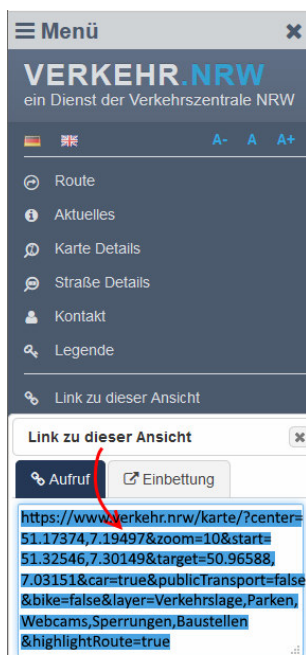 Menü
VERKEHR.NRW
ein Dienst der Verkehrszentrale NRW
A- A A+
Route
Aktuelles
Karte Details
Straße Details
Kontakt
Legende
Link zu dieser Ansicht
Link zu dieser Ansicht
Aufruf Einbettung
https://www.verkehr.nrw/karte/?center=
51.17374,7.19497&zoom=10&start=
51.32546,7.30149&target=50.96588,
7.03151&car=true&publicTransport=false
&bike=false&layer=Verkehrslage,Parken,
Webcams,Sperrungen,Baustellen
&highlightRoute=true